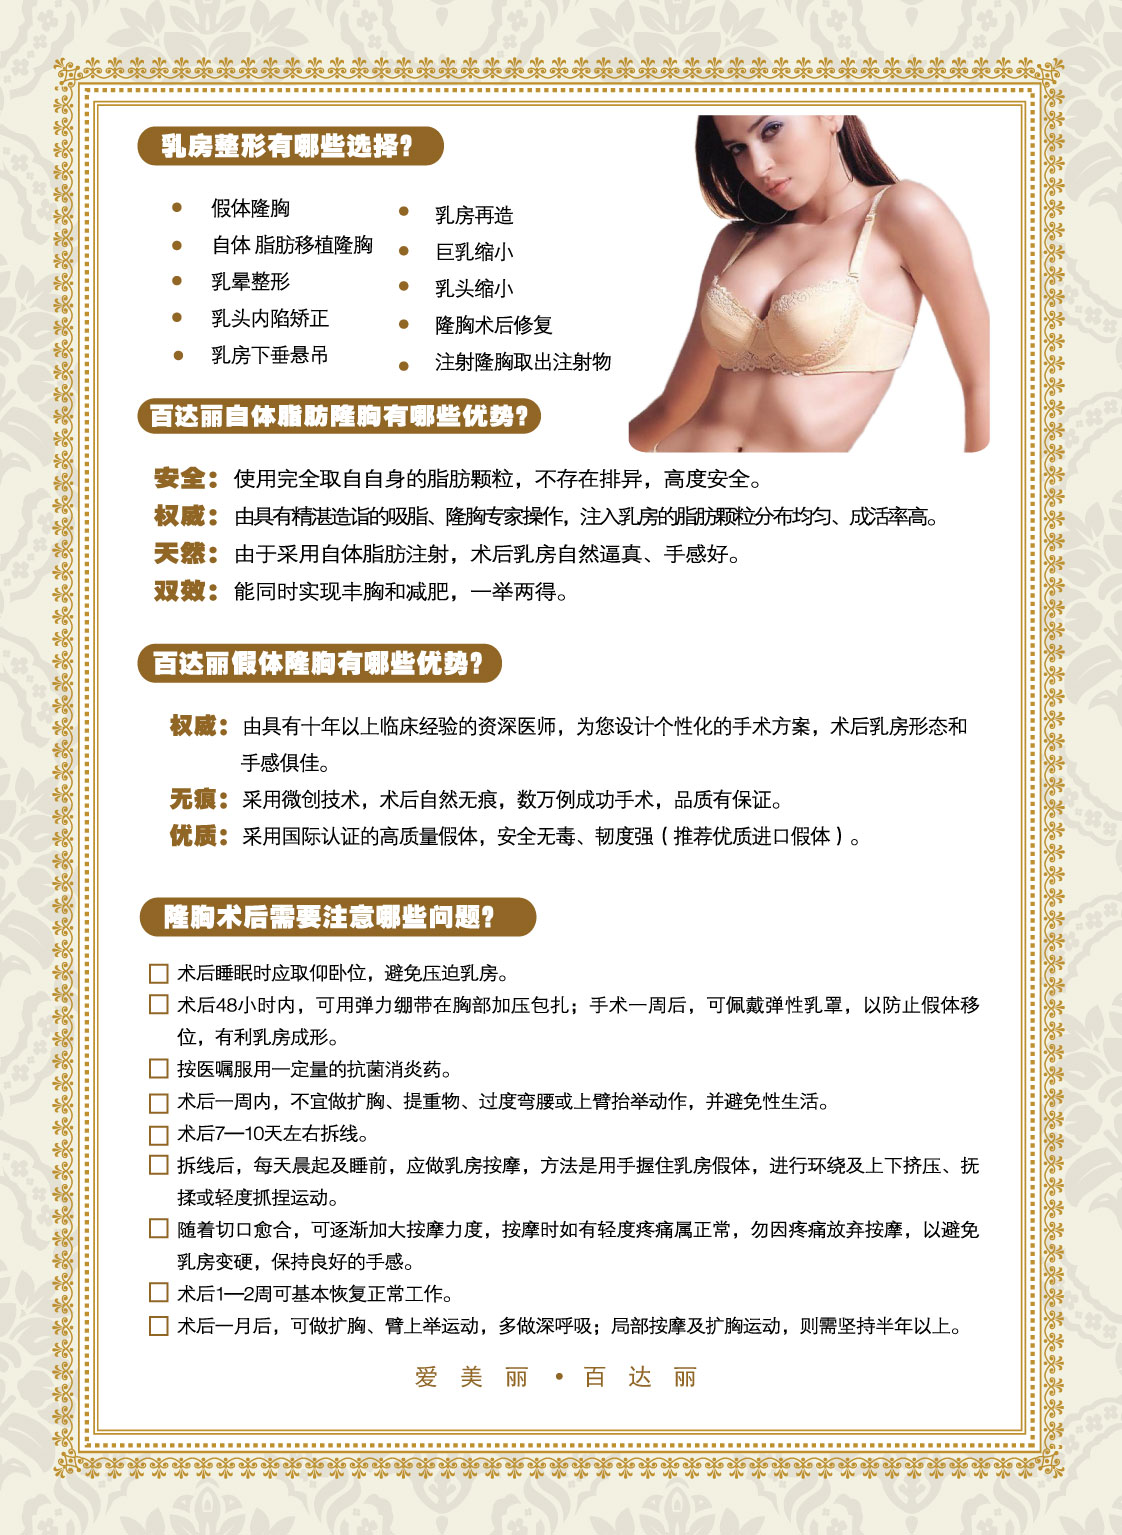 乳房整形有哪些选择？
假体隆胸
自体 脂肪移植隆胸
乳晕整形
乳头内陷矫正
乳房下垂悬吊
乳房再造
巨乳缩小
乳头缩小
隆胸术后修复
注射隆胸取出注射物
百达丽自体脂肪隆胸有哪些优势？
安全：使用完全取自自身的脂肪颗粒，不存在排异，高度安全。
权威：由具有精湛造诣的吸脂、隆胸专家操作，注入乳房的脂肪颗粒分布均匀、成活率高。
天然：由于采用自体脂肪注射，术后乳房自然逼真、手感好。
双效：能同时实现丰胸和减肥，一举两得。
百达丽假体隆胸有哪些优势？
权威：由具有十年以上临床经验的资深医师，为您设计个性化的手术方案，术后乳房形态和
手感俱佳。
无痕：采用微创技术，术后自然无痕，数万例成功手术，品质有保证。
优质：采用国际认证的高质量假体，安全无毒、韧度强（推荐优质进口假体）。
隆胸术后需要注意哪些问题？
术后睡眠时应取仰卧位，避免压迫乳房。
术后48小时内，可用弹力绷带在胸部加压包扎；手术一周后，可佩戴弹性乳罩，以防止假体移
位，有利乳房成形。
按医嘱服用一定量的抗菌消炎药。
术后一周内，不宜做扩胸、提重物、过度弯腰或上臂抬举动作，并避免性生活。
术后7—10天左右拆线。
拆线后，每天晨起及睡前，应做乳房按摩，方法是用手握住乳房假体，进行环绕及上下挤压、抚
揉或轻度抓捏运动。
随着切口愈合，可逐渐加大按摩力度，按摩时如有轻度疼痛属正常，勿因疼痛放弃按摩，以避免
乳房变硬，保持良好的手感。
术后1—2周可基本恢复正常工作。
术后一月后，可做扩胸、臂上举运动，多做深呼吸；局部按摩及扩胸运动，则需坚持半年以上。
爱美丽·百达丽